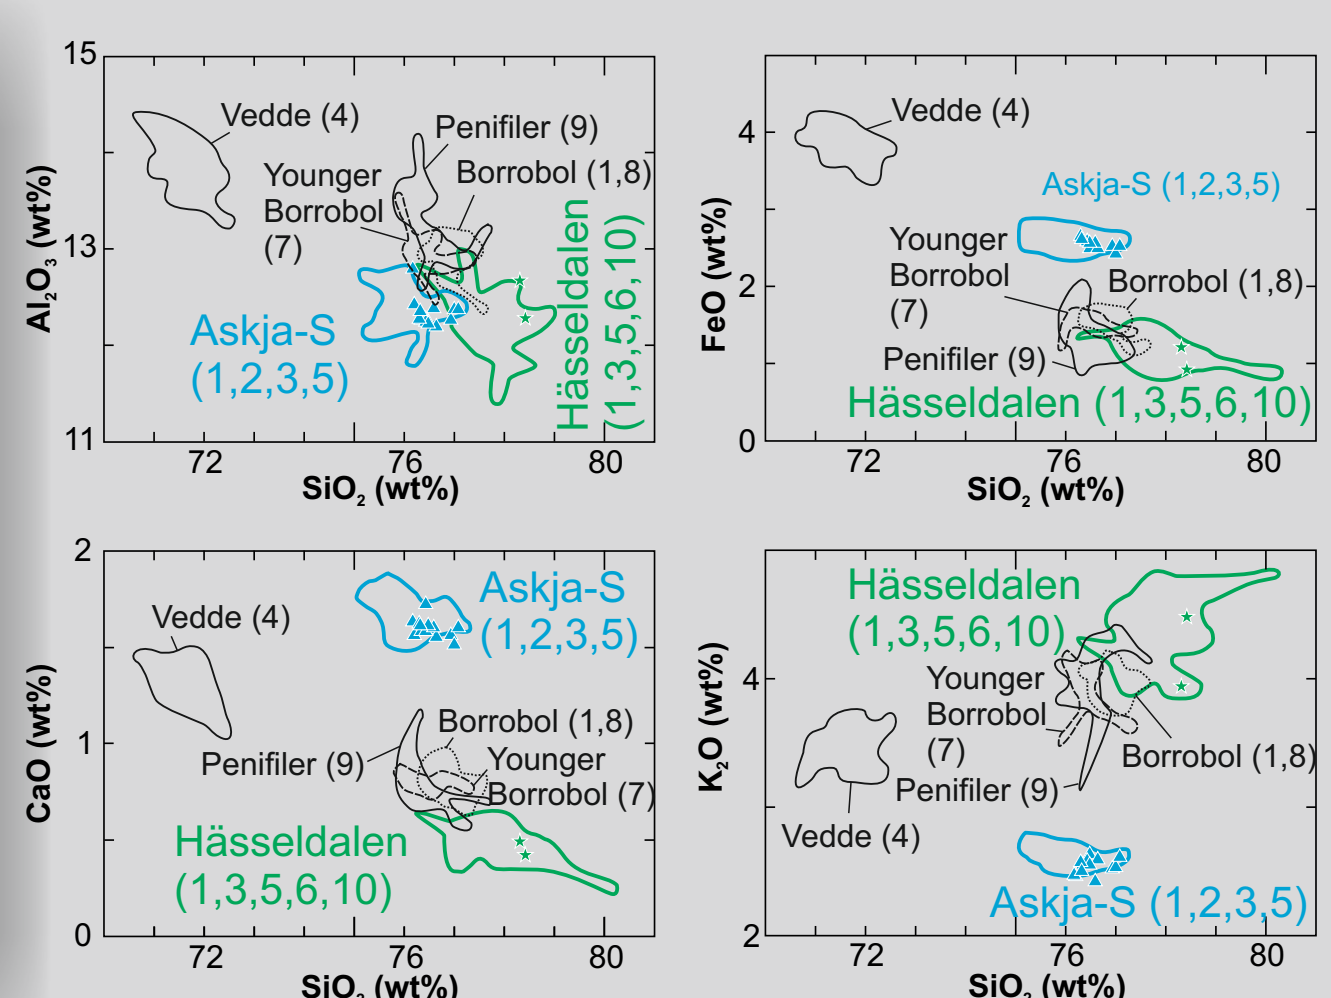 15
13
11
Al₂O₃ (wt%)
Vedde (4)
Penifiler (9)
Borrobol (1,8)
Younger
Borrobol
(7)
Askja-S
(1,2,3,5)
Hässeldalen
(1,3,5,6,10)
72
76
80
SiO₂ (wt%)
4
2
0
FeO (wt%)
Vedde (4)
Askja-S (1,2,3,5)
Younger
Borrobol
(7)
Borrobol (1,8)
Penifiler (9)
Hässeldalen (1,3,5,6,10)
72
76
80
SiO₂ (wt%)
2
1
0
CaO (wt%)
Askja-S
(1,2,3,5)
Vedde (4)
Borrobol (1,8)
Penifiler (9)
Younger
Borrobol (7)
Hässeldalen
(1,3,5,6,10)
72
76
80
SiO₂ (wt%)
4
2
K₂O (wt%)
Hässeldalen
(1,3,5,6,10)
Younger
Borrobol
(7)
Borrobol (1,8)
Penifiler (9)
Vedde (4)
Askja-S (1,2,3,5)
72
76
80
SiO₂ (wt%)